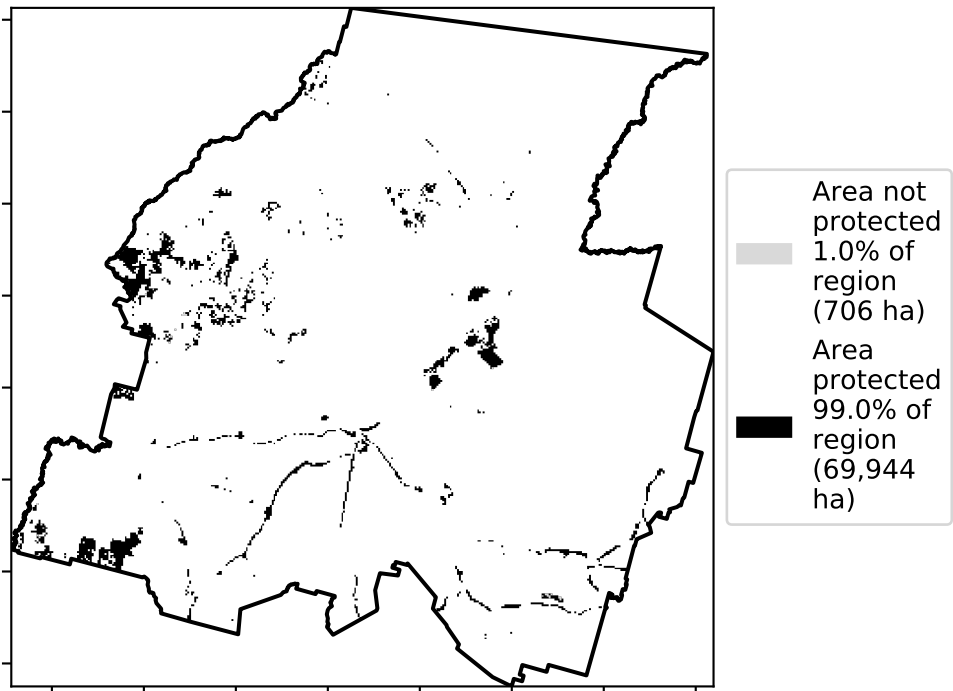 Area not
protected
1.0% of
region
(706 ha)
Area
protected
99.0% of
region
(69,944
ha)